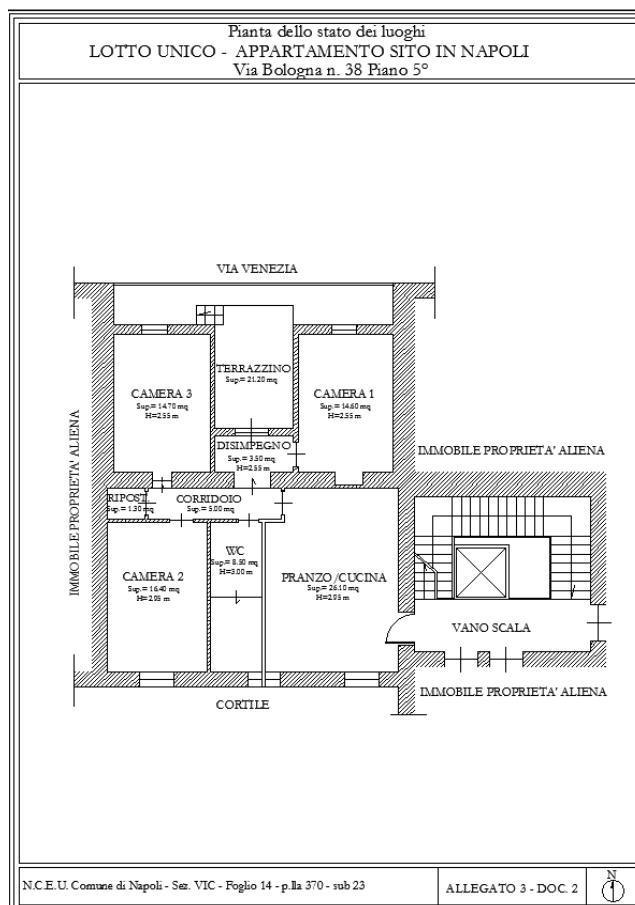 Pianta dello stato dei luoghi
LOTTO UNICO - APPARTAMENTO SITO IN NAPOLI
Via Bologna n. 38 Piano 5°
VIA VENEZIA
TERRAZZINO
Sup.= 21.20 mq
CAMERA 3
Sup.= 14.70 mq
H=2.55 m
CAMERA 1
Sup.= 14.60 mq
H=2.55 m
DISIMPEGNO
Sup.= 3.50 mq
H=2.55 m
IMMOBILE PROPRIETA' ALIENA
IMMOBILE PROPRIETA' ALIENA
RIPOST.
Sup.= 1.30 mq
CORRIDOIO
Sup.= 5.00 mq
WC
Sup.= 8.50 mq
H=3.00 m
CAMERA 2
Sup.= 16.40 mq
H=2.95 m
PRANZO/CUCINA
Sup.= 26.10 mq
H=2.95 m
VANO SCALA
IMMOBILE PROPRIETA' ALIENA
CORTILE
N.C.E.U. Comune di Napoli - Sez. VIC - Foglio 14 - p.lla 370 - sub 23
ALLEGATO 3 - DOC. 2
N